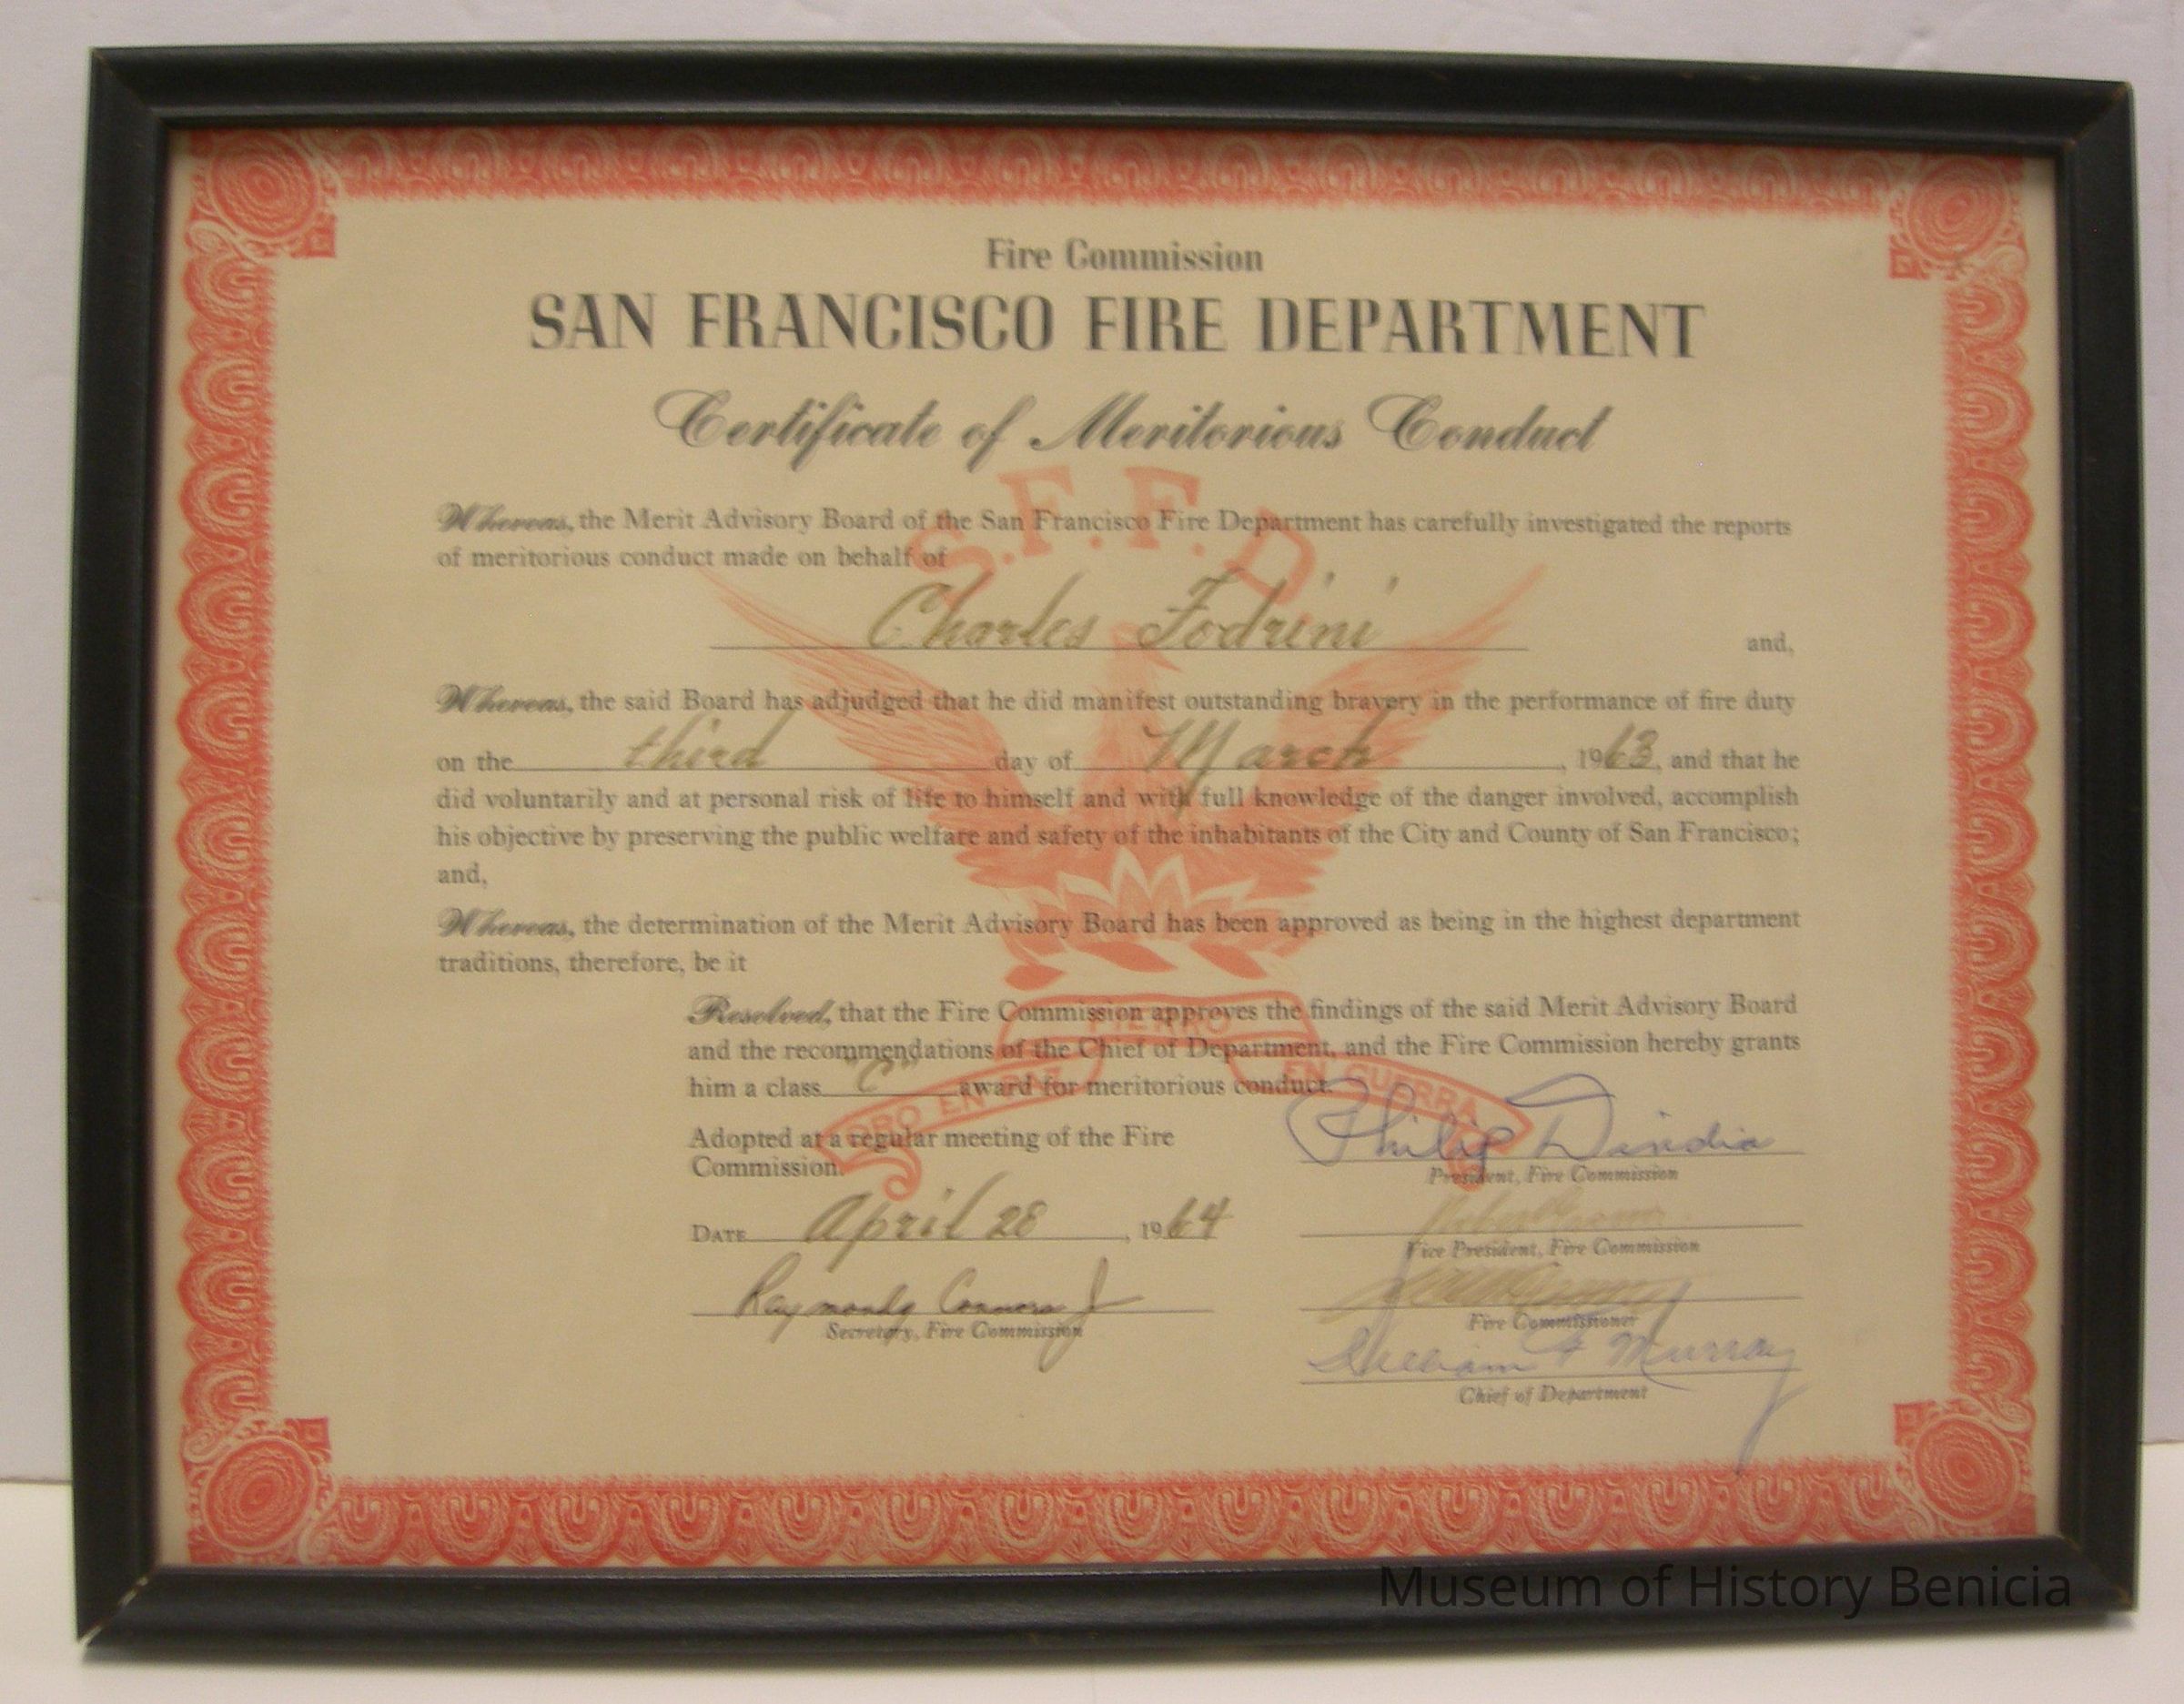 Fire Commission
SAN FRANCISCO FIRE DEPARTMENT
Certificate of Meritorious Conduct
S.F.F.D.
Whereas, the Merit Advisory Board of the San Francisco Fire Department has carefully investigated the reports
of meritorious conduct made on behalf of
Charles Fodrini and,
Whereas, the said Board has adjudged that he did manifest outstanding bravery in the performance of fire duty
on the third day of March, 1963, and that he
did voluntarily and at personal risk of life to himself and with full knowledge of the danger involved, accomplish
his objective by preserving the public welfare and safety of the inhabitants of the City and County of San Francisco;
and,
Whereas, the determination of the Merit Advisory Board has been approved as being in the highest department
traditions, therefore, be it
Resolved, that the Fire Commission approves the findings of the said Merit Advisory Board
and the recommendations of the Chief of Department, and the Fire Commission hereby grants
him a class "C" award for meritorious conduct.
FIERRO
ORO EN PAZ
EN GUERRA
Adopted at a regular meeting of the Fire
Commission.
Philip Dindia
President, Fire Commission
DATE April 28, 1964
Vice President, Fire Commission
Raymond Connors
Secretary, Fire Commission
Fire Commissioner
William F Murray
Chief of Department
Museum of History Benicia